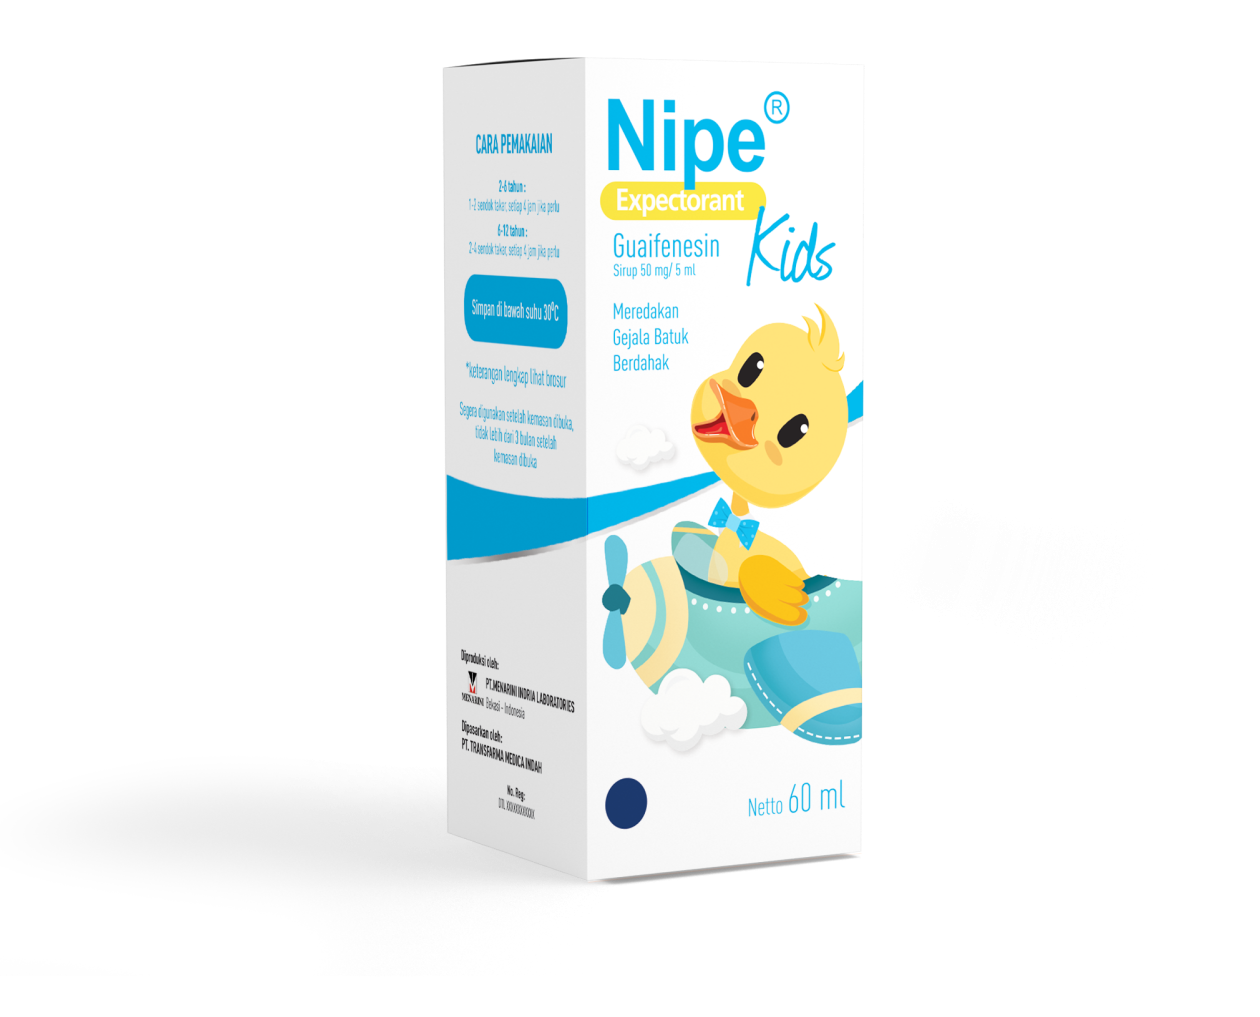 CARA PEMAKAIAN
2-6 tahun :
1-2 sendok takar, setiap 4 jam jika perlu
6-12 tahun :
2-4 sendok takar, setiap 4 jam jika perlu
Simpan di bawah suhu 30°C
*keterangan lengkap lihat brosur
Segera digunakan setelah kemasan dibuka,
tidak lebih dari 3 bulan setelah
kemasan dibuka
Diproduksi oleh:
MENARINI
PT.MENARINI INDRIA LABORATORIES
Bekasi - Indonesia
Dipasarkan oleh:
PT. TRANSFARMA MEDICA INDAH
No. Reg:
Nipe®
Expectorant
Kids
Guaifenesin
Sirup 50 mg/ 5 ml
Meredakan
Gejala Batuk
Berdahak
Netto 60 ml